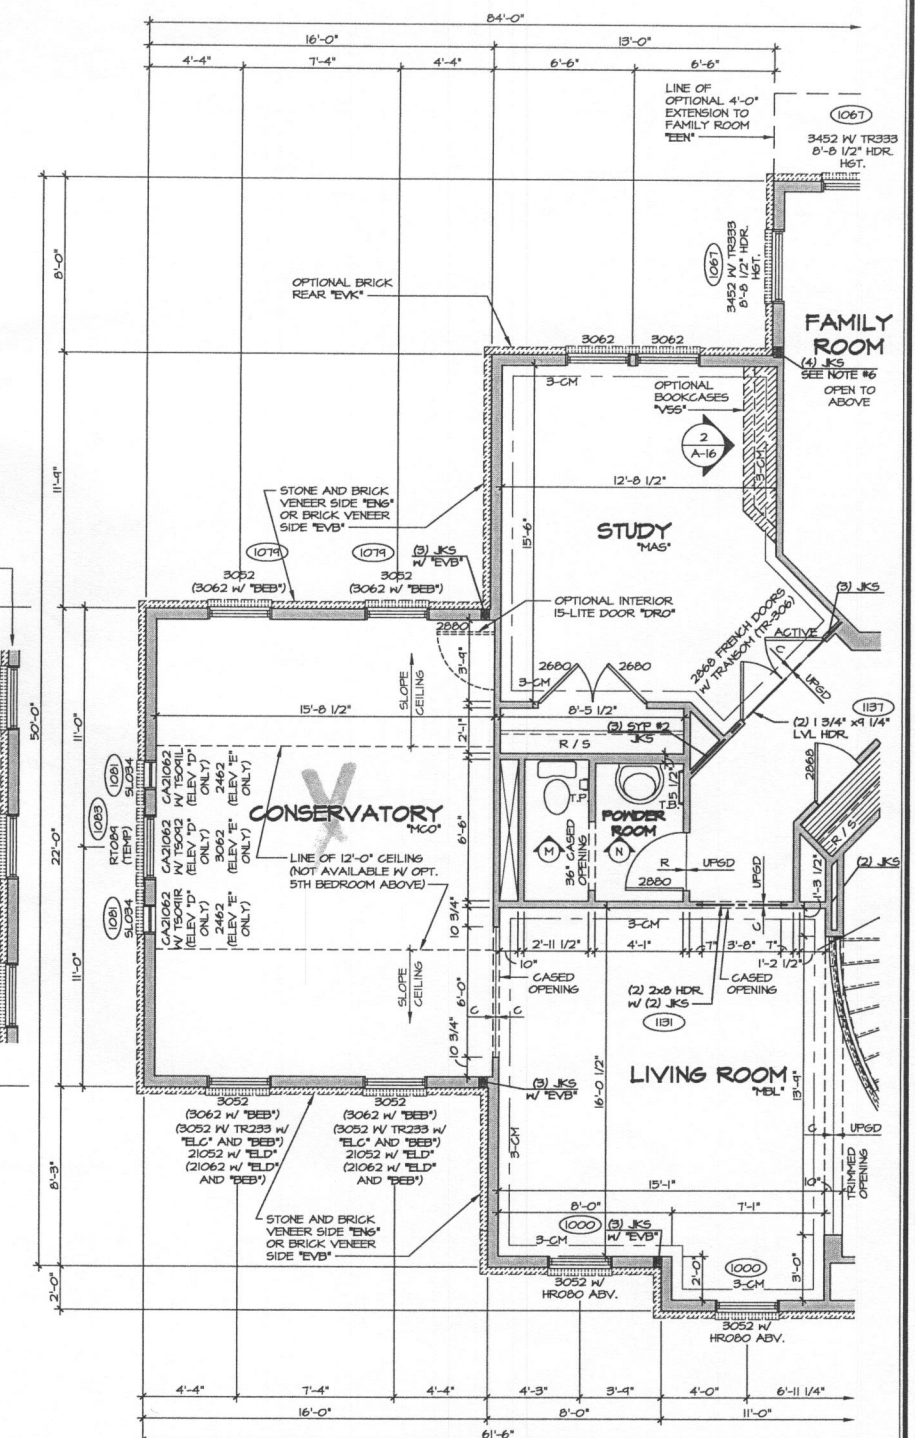 84'-0"
16'-0"
13'-0"
4'-4"
7'-4"
4'-4"
6'-6"
6'-6"
LINE OF
OPTIONAL 4'-0"
EXTENSION TO
FAMILY ROOM
"EEN"
1067
3452 W/ TR333
8'-8 1/2" HDR.
HGT.
8'-0"
1067
3452 W/ TR333
8'-8 1/2" HDR.
HGT.
OPTIONAL BRICK
REAR "EVK"
FAMILY
ROOM
3062
3062
(4) JKS
SEE NOTE #6
OPEN TO
ABOVE
3-CM
OPTIONAL
BOOKCASES
"VSS"
2
A-16
3-CM
11'-9"
12'-8 1/2"
STONE AND BRICK
VENEER SIDE "ENG"
OR BRICK VENEER
SIDE "EVB"
STUDY
"MAS"
15'-6"
1079
1079
(3) JKS
W/ "EVB"
3052
(3062 W/ "BEB")
3052
(3062 W/ "BEB")
OPTIONAL INTERIOR
15-LITE DOOR "DRO"
(3) JKS
2868 FRENCH DOORS
W/ TRANSOM (TR-306)
ACTIVE
C
UPGD
2880
3'-9"
2680
2680
3-CM
SLOPE
CEILING
15'-8 1/2"
8'-5 1/2"
1137
(2) 1 3/4" x9 1/4"
LVL HDR.
(3) SYP #2
JKS
2'-1"
R / S
50'-0"
11'-0"
2868
5 1/2"
1081
SLO34
CA21062
W/ TS0911L
(ELEV "D"
ONLY)
2462
(ELEV "E"
ONLY)
T.P.
T.B.
CONSERVATORY
"MCO"
X
POWDER
ROOM
1083
RTO89
(TEMP)
CA31062
W/ TS0912
(ELEV "D"
ONLY)
3062
(ELEV "E"
ONLY)
22'-0"
R / S
6'-6"
M
36" CASED
OPENING
N
LINE OF 12'-0" CEILING
(NOT AVAILABLE W/ OPT.
5TH BEDROOM ABOVE)
R
UPGD
UPGD
2880
(2) JKS
1'-3 1/2"
1081
SLO34
CA21062
W/ TS0911R
(ELEV "D"
ONLY)
2462
(ELEV "E"
ONLY)
3-CM
C
10 3/4"
2'-11 1/2"
4'-1"
7"
3'-8"
7"
1'-2 1/2"
10"
CASED
OPENING
CASED
OPENING
11'-0"
SLOPE
CEILING
6'-0"
C
C
(2) 2x8 HDR
W/ (2) JKS
1131
10 3/4"
16'-0 1/2"
LIVING ROOM
"MBL"
13'-9"
(3) JKS
W/ "EVB"
3052
(3062 W/ "BEB")
(3052 W/ TR233 W/
"ELC" AND "BEB")
21052 W/ "ELD"
(21062 W/ "ELD"
AND "BEB")
3052
(3062 W/ "BEB")
(3052 W/ TR233 W/
"ELC" AND "BEB")
21052 W/ "ELD"
(21062 W/ "ELD"
AND "BEB")
3-CM
C
UPGD
TRIMMED
OPENING
10"
8'-3"
15'-1"
8'-0"
7'-1"
STONE AND BRICK
VENEER SIDE "ENG"
OR BRICK VENEER
SIDE "EVB"
1000
(3) JKS
W/ "EVB"
3-CM
1000
3-CM
2'-0"
3'-0"
2'-0"
3052 W/
HR080 ABV.
3052 W/
HR080 ABV.
4'-4"
7'-4"
4'-4"
4'-3"
3'-9"
4'-0"
6'-11 1/4"
16'-0"
8'-0"
11'-0"
61'-6"